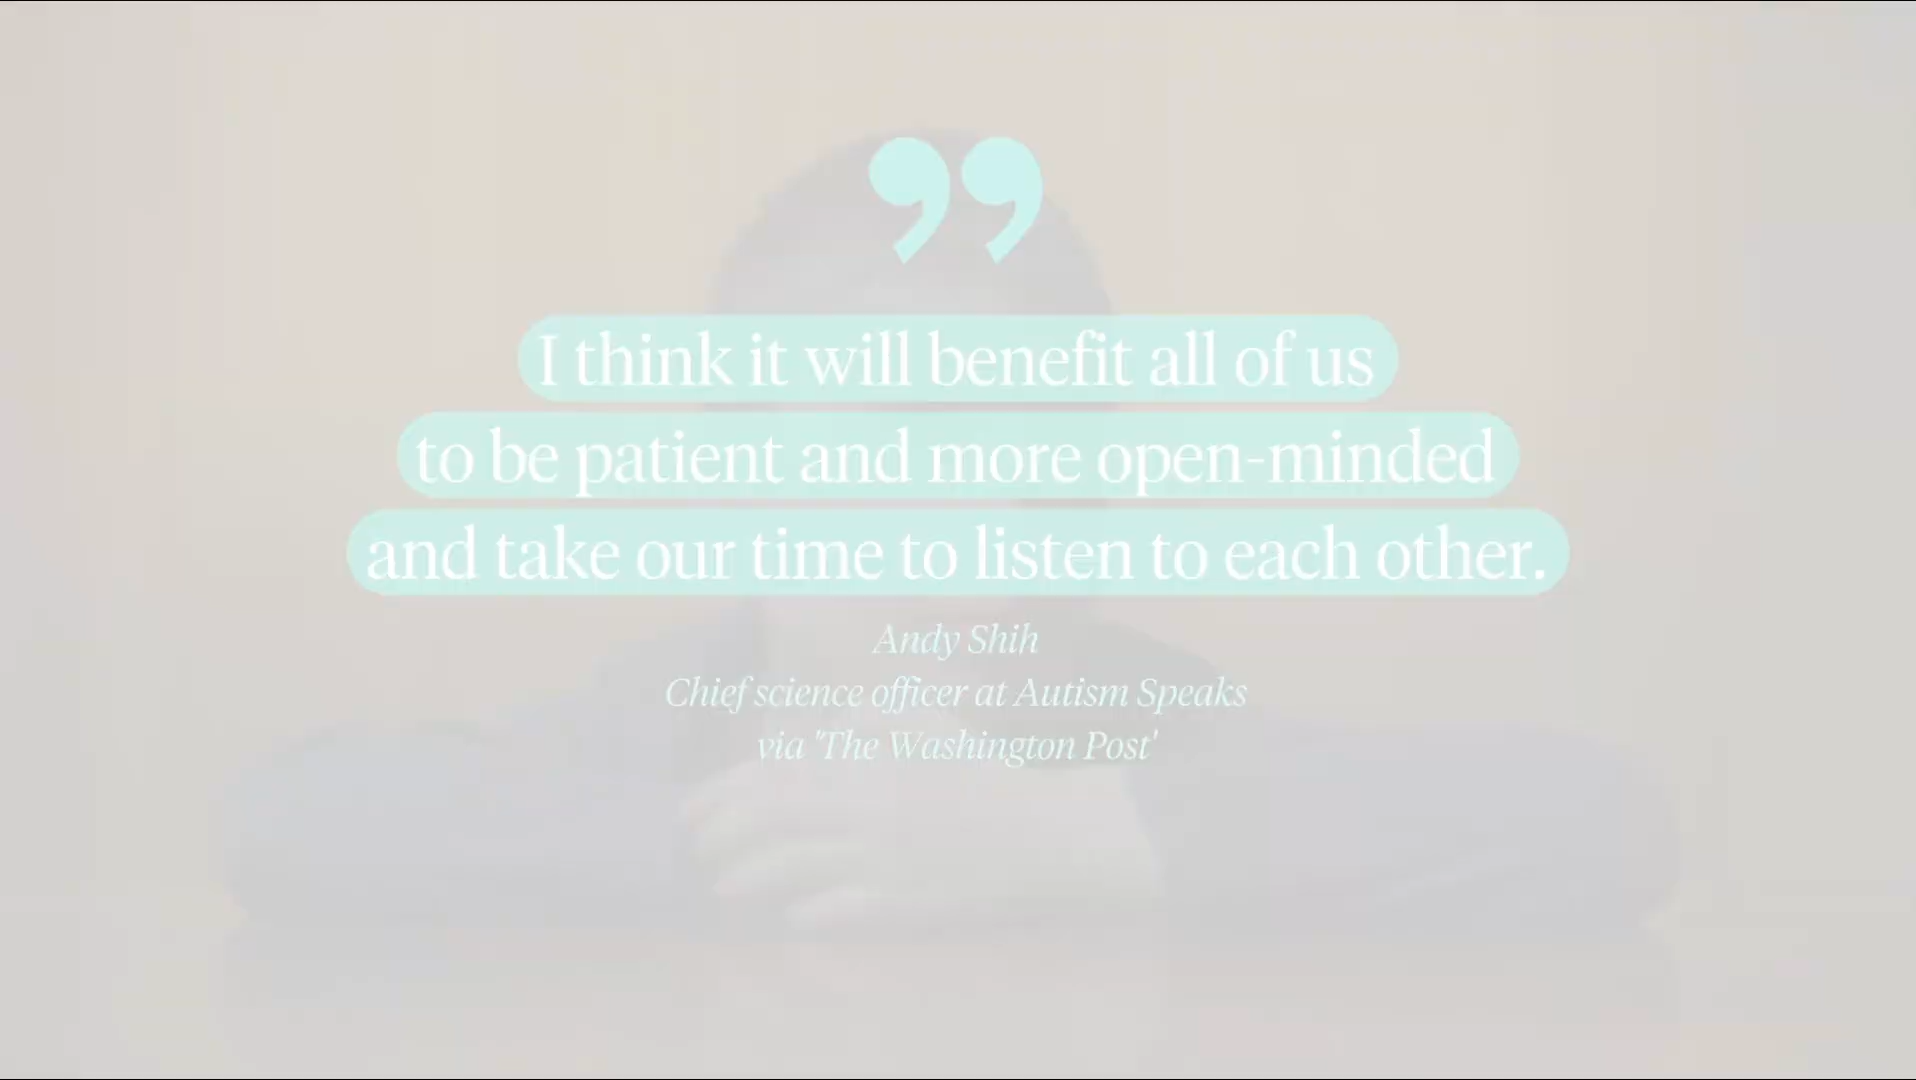 ”
I think it will benefit all of us
to be patient and more open-minded
and take our time to listen to each other.
Andy Shih
Chief science officer at Autism Speaks
via 'The Washington Post'